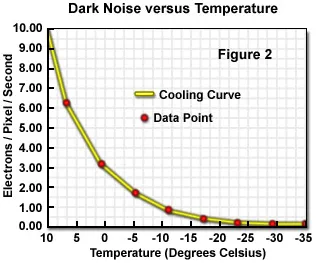 Dark Noise versus Temperature
Figure 2
Cooling Curve
Data Point
Electrons / Pixel / Second
10.00
9.00
8.00
7.00
6.00
5.00
4.00
3.00
2.00
1.00
0.00
10 5 0 -5 -10 -15 -20 -25 -30 -35
Temperature (Degrees Celsius)